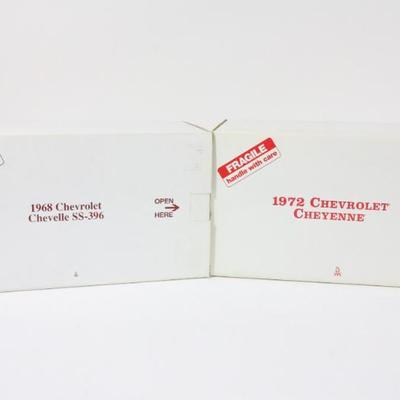 1968 Chevrolet
Chevelle SS-396
OPEN
HERE
FRAGILE
handle with care
1972 CHEVROLET
CHEYENNE